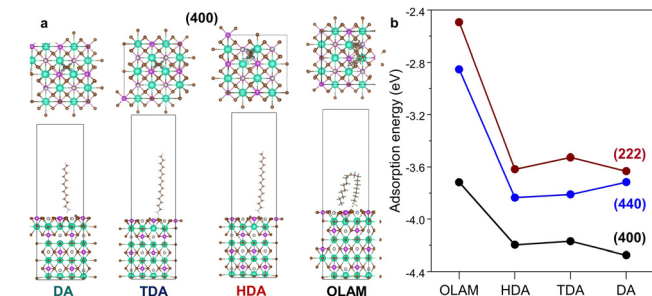 a
(400)
DA
TDA
HDA
OLAM
b
Adsorption energy (eV)
-2.4
-2.8
-3.2
-3.6
-4.0
-4.4
(222)
(440)
(400)
OLAM
HDA
TDA
DA